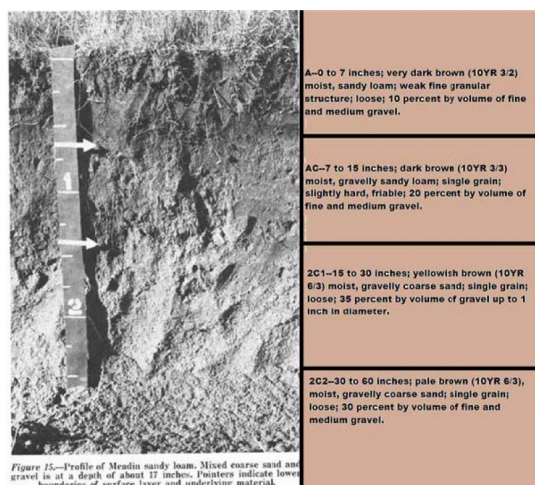 A--0 to 7 inches; very dark brown (10YR 3/2)
moist, sandy loam; weak fine granular
structure; loose; 10 percent by volume of fine
and medium gravel.
AC--7 to 15 inches; dark brown (10YR 3/3)
moist, gravelly sandy loam; single grain;
slightly hard, friable; 20 percent by volume of
fine and medium gravel.
1
2C1--15 to 30 inches; yellowish brown (10YR
6/3) moist, gravelly coarse sand; single grain;
loose; 35 percent by volume of gravel up to 1
inch in diameter.
2
2C2--30 to 60 inches; pale brown (10YR 6/3),
moist, gravelly coarse sand; single grain;
loose; 30 percent by volume of fine and
medium gravel.
Figure 15.—Profile of Meadin sandy loam. Mixed coarse sand and
gravel is at a depth of about 17 inches. Pointers indicate lower
boundaries of surface layer and underlying material.